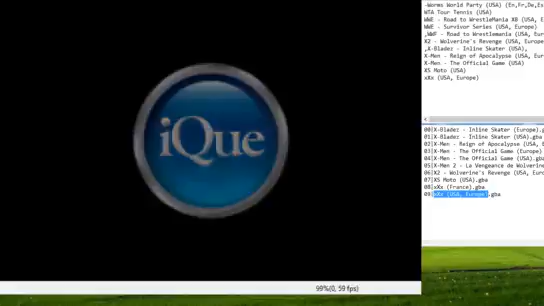 iQue
99%(0, 59 fps)
-Worms World Party (USA) (En,Fr,De,Es
WTA Tour Tennis (USA)
WWE - Road to WrestleMania X8 (USA, E
WWE - Survivor Series (USA, Europe)
,WWF - Road to Wrestlemania (USA, Eur
X2 - Wolverine's Revenge (USA, Europe
,X-Bladez - Inline Skater (USA),
X-Men - Reign of Apocalypse (USA, Eur
X-Men - The Official Game (USA)
XS Moto (USA)
xXx (USA, Europe)
00|X-Bladez - Inline Skater (Europe).g
01|X-Bladez - Inline Skater (USA).gba
02|X-Men - Reign of Apocalypse (USA, E
03|X-Men - The Official Game (Europe)
04|X-Men - The Official Game (USA).gba
05|X-Men 2 - La Vengeance de Wolverine
06|X2 - Wolverine's Revenge (USA, Euro
07|XS Moto (USA).gba
08|xXx (France).gba
09|xXx (USA, Europe).gba